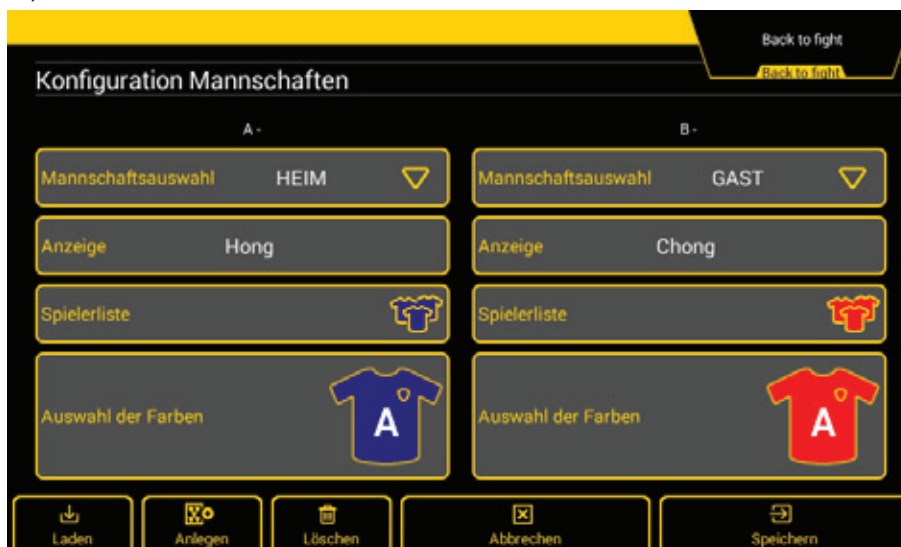 Back to fight
Back to fight
Konfiguration Mannschaften
A -
B -
Mannschaftsauswahl HEIM
Mannschaftsauswahl GAST
Anzeige Hong
Anzeige Chong
Spielerliste
Spielerliste
Auswahl der Farben A
Auswahl der Farben A
Laden
Anlegen
Löschen
Abbrechen
Speichern